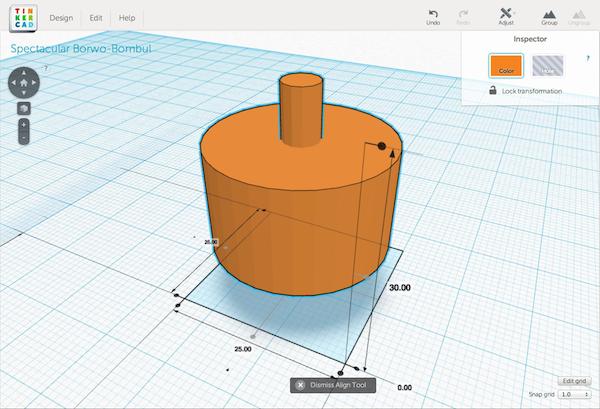 TIN
KER
CAD
Design
Edit
Help
Undo
Redo
Adjust
Group
Ungroup
Spectacular Borwo-Bombul
Inspector
?
Color
Hole
?
Lock transformation
25.00
30.00
25.00
0.00
Dismiss Align Tool
Edit grid
Snap grid
1.0